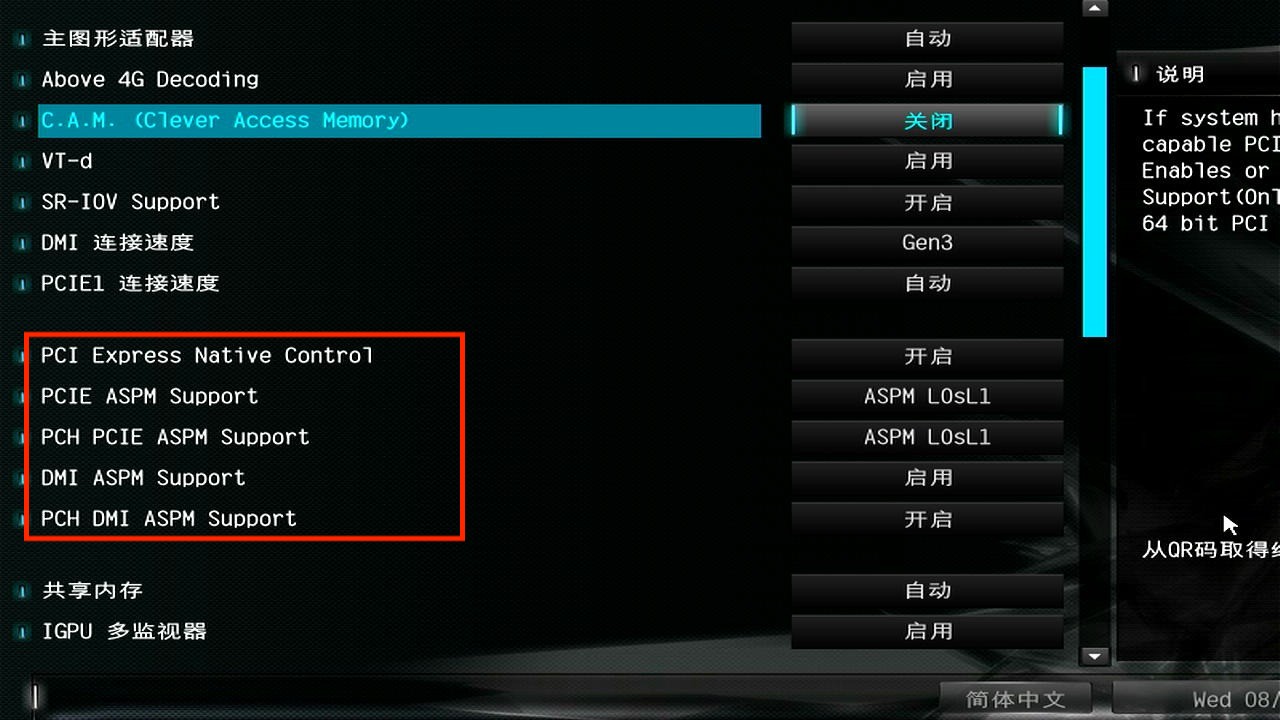 主图形适配器 自动
Above 4G Decoding 启用
C.A.M. (Clever Access Memory) 关闭
VT-d 启用
SR-IOV Support 开启
DMI 连接速度 Gen3
PCIE1 连接速度 自动
PCI Express Native Control 开启
PCIE ASPM Support ASPM L0sL1
PCH PCIE ASPM Support ASPM L0sL1
DMI ASPM Support 启用
PCH DMI ASPM Support 开启
共享内存 自动
IGPU 多监视器 启用
说明
If system h
capable PCI
Enables or
Support(Onl
64 bit PCI
从QR码取得
简体中文
Wed 08/